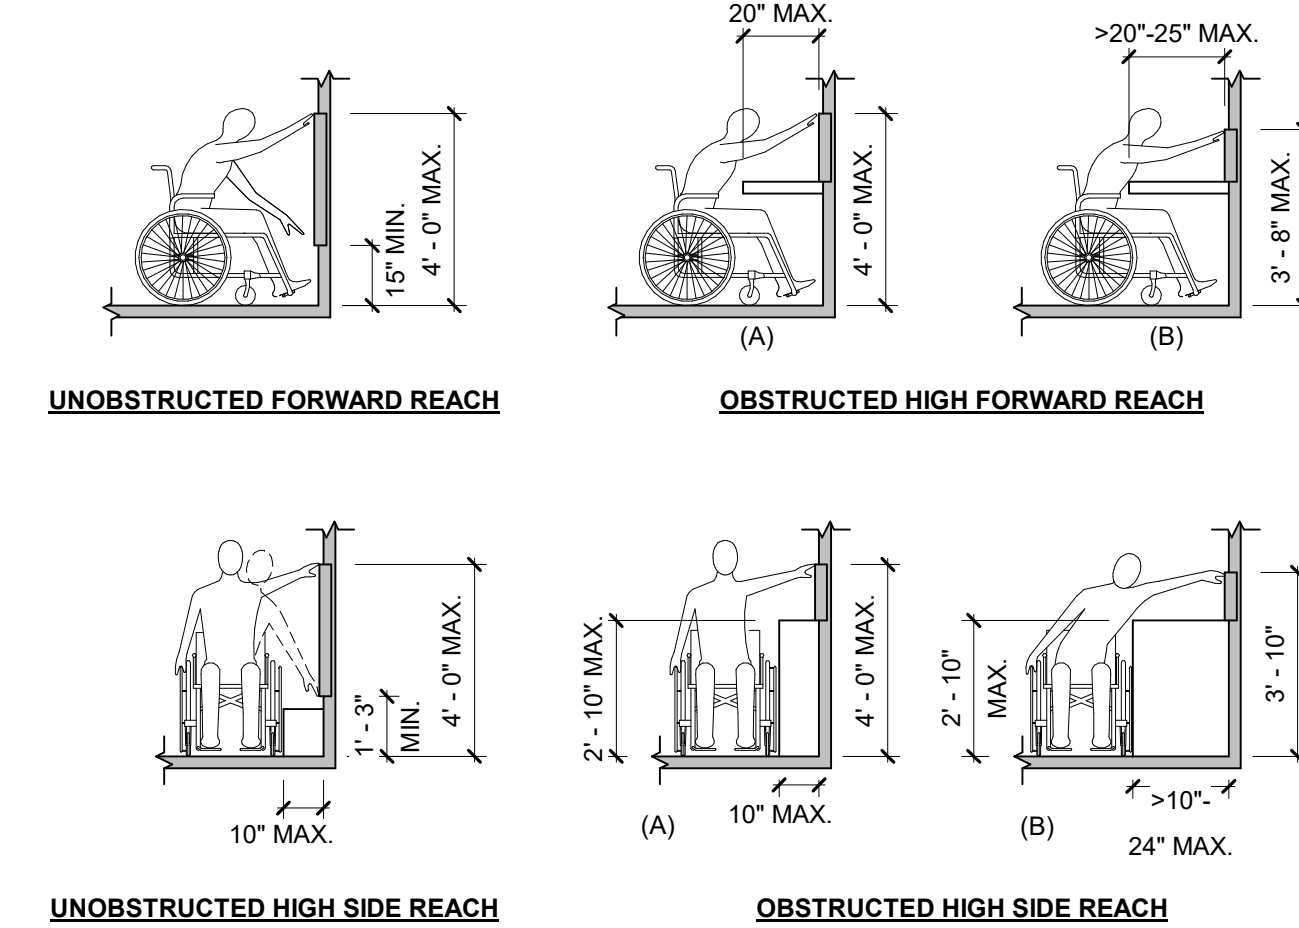 20" MAX.
>20"-25" MAX.
15" MIN.
4' - 0" MAX.
4' - 0" MAX.
3' - 8" MAX.
(A)
(B)
UNOBSTRUCTED FORWARD REACH
OBSTRUCTED HIGH FORWARD REACH
1' - 3"
MIN.
4' - 0" MAX.
2' - 10" MAX.
4' - 0" MAX.
2' - 10"
MAX.
3' - 10"
10" MAX.
(A)
10" MAX.
(B)
>10"-
24" MAX.
UNOBSTRUCTED HIGH SIDE REACH
OBSTRUCTED HIGH SIDE REACH